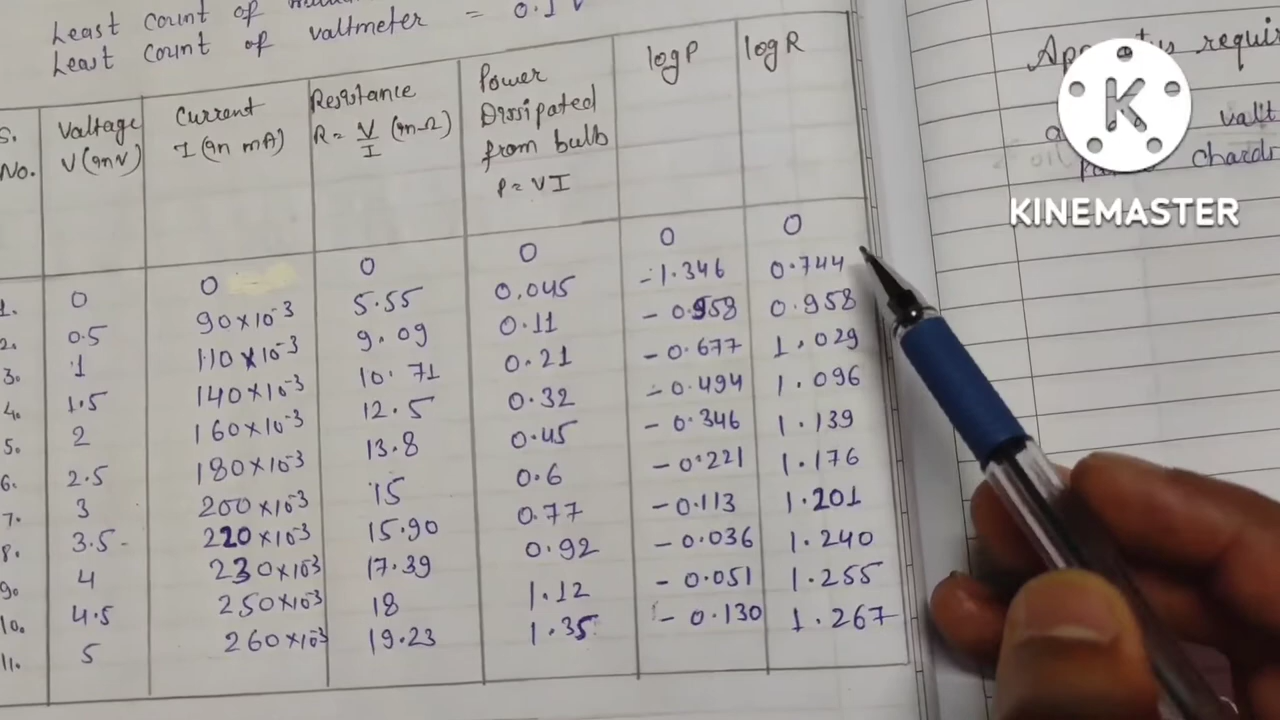 Least Count of
Least Count of valtmeter = 0.1 V
S. No. | Valtage V (in V) | Current I (in mA) | Resistance R = V/I (in Ω) | Power Dissipated from bulb P = VI | log P | log R
1. | 0 | 0 | 0 | 0 | 0 | 0
2. | 0.5 | 90×10⁻³ | 5.55 | 0.045 | -1.346 | 0.744
3. | 1 | 110×10⁻³ | 9.09 | 0.11 | -0.958 | 0.958
4. | 1.5 | 140×10⁻³ | 10.71 | 0.21 | -0.677 | 1.029
5. | 2 | 160×10⁻³ | 12.5 | 0.32 | -0.494 | 1.096
6. | 2.5 | 180×10⁻³ | 13.8 | 0.45 | -0.346 | 1.139
7. | 3 | 200×10⁻³ | 15 | 0.6 | -0.221 | 1.176
8. | 3.5 | 220×10⁻³ | 15.90 | 0.77 | -0.113 | 1.201
9. | 4 | 230×10⁻³ | 17.39 | 0.92 | -0.036 | 1.240
10. | 4.5 | 250×10⁻³ | 18 | 1.12 | -0.051 | 1.255
11. | 5 | 260×10⁻³ | 19.23 | 1.35 | -0.130 | 1.267
K
KINEMASTER